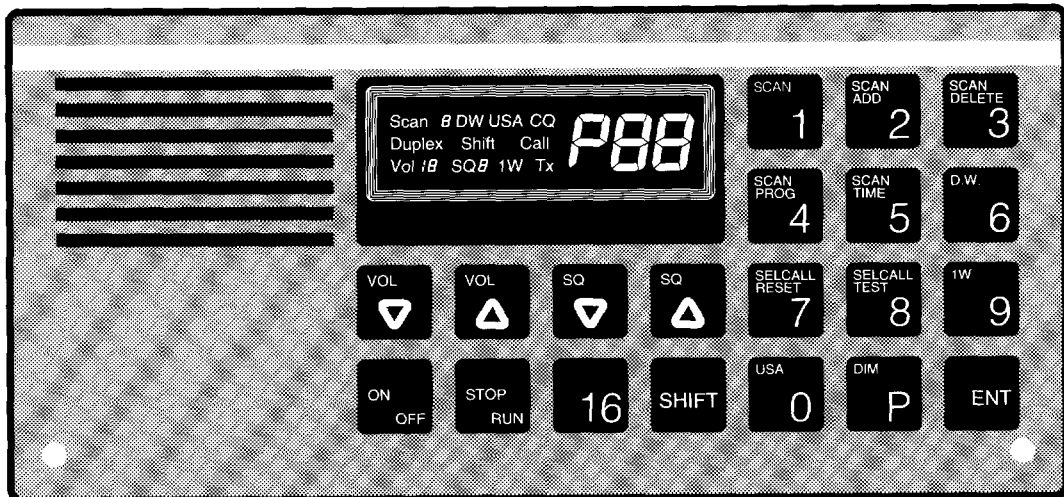 Scan 8 DW USA CQ
Duplex Shift Call
Vol 18 SQ8 1W Tx
P88
SCAN
1
SCAN
ADD
2
SCAN
DELETE
3
SCAN
PROG
4
SCAN
TIME
5
D.W.
6
VOL
VOL
SQ
SQ
SELCALL
RESET
7
SELCALL
TEST
8
1W
9
ON
OFF
STOP
RUN
16
SHIFT
USA
0
DIM
P
ENT